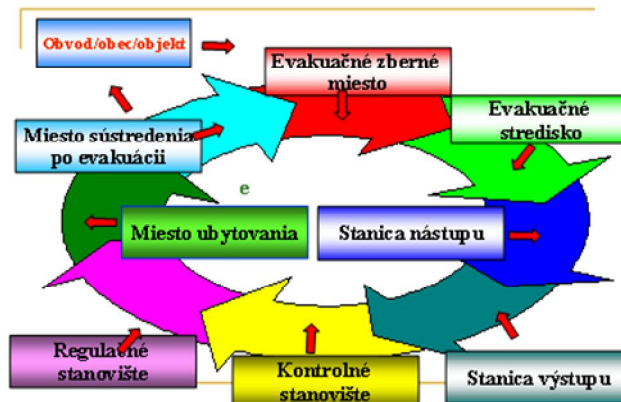 Obvod/obec/objekt
Evakuačné zberné
miesto
Evakuačné
stredisko
Miesto sústredenia
po evakuácii
e
Miesto ubytovania
Stanica nástupu
Regulačné
stanovište
Kontrolné
stanovište
Stanica výstupu